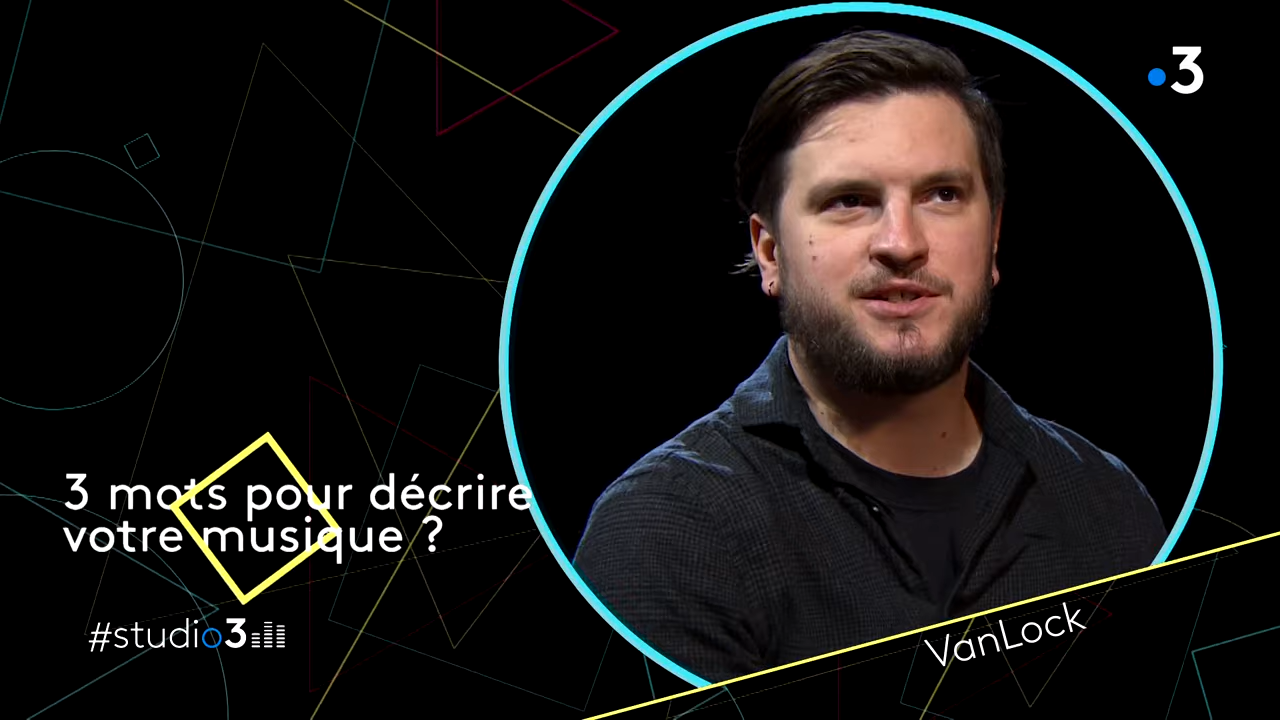 3
3 mots pour décrire
votre musique ?
#studio3
VanLock